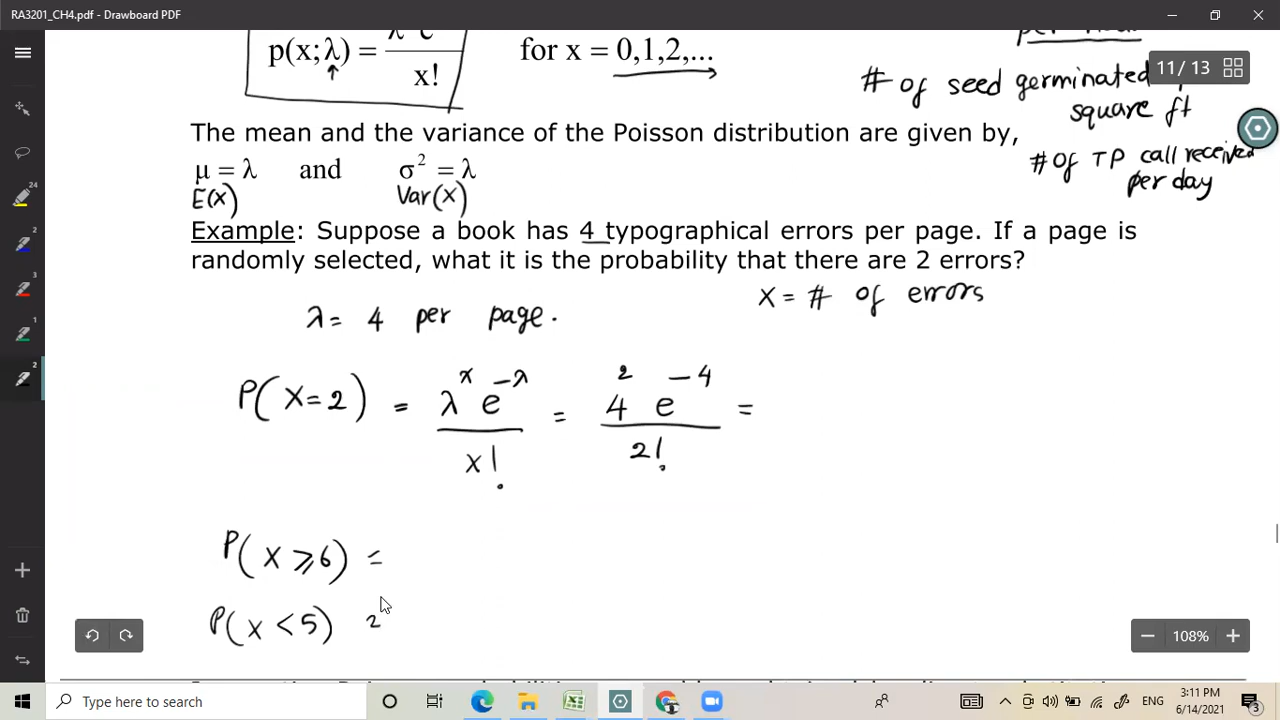 RA3201_CH4.pdf - Drawboard PDF
p(x;λ) = / x! for x = 0,1,2,...
11 / 13
# of seed germinated
square ft
The mean and the variance of the Poisson distribution are given by,
μ = λ and σ² = λ
# of TP call received
per day
E(x) Var(x)
Example: Suppose a book has 4 typographical errors per page. If a page is
randomly selected, what it is the probability that there are 2 errors?
x = # of errors
λ = 4 per page.
P(x=2) = λ^x e^-λ / x! = 4^2 e^-4 / 2! =
P(x ≥ 6) =
P(x < 5) =
108%
Type here to search
3:11 PM
6/14/2021